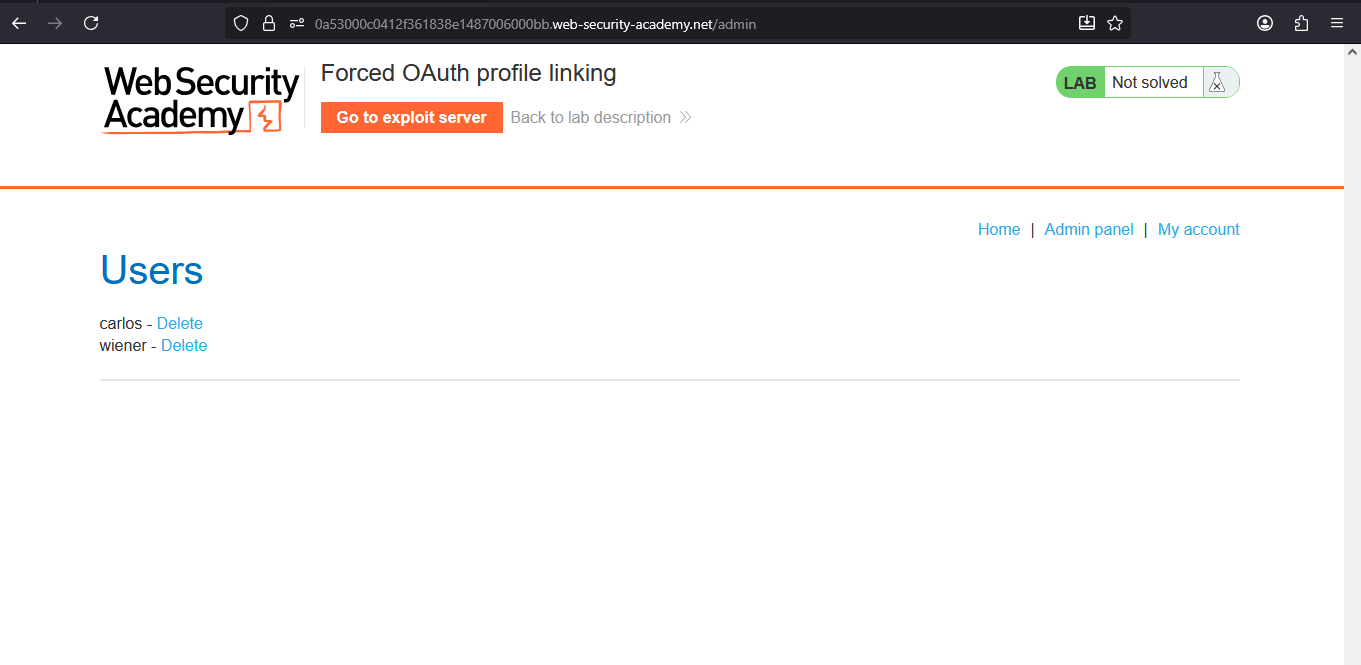 0a53000c0412f361838e1487006000bb.web-security-academy.net/admin
Web Security
Academy
Forced OAuth profile linking
LAB Not solved
Go to exploit server Back to lab description
Home | Admin panel | My account
Users
carlos - Delete
wiener - Delete